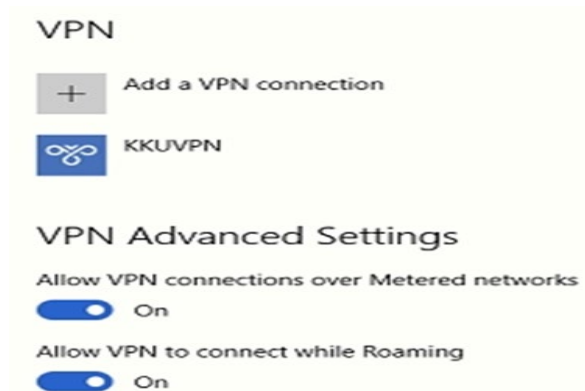 VPN
Add a VPN connection
KKUVPN
VPN Advanced Settings
Allow VPN connections over Metered networks
On
Allow VPN to connect while Roaming
On